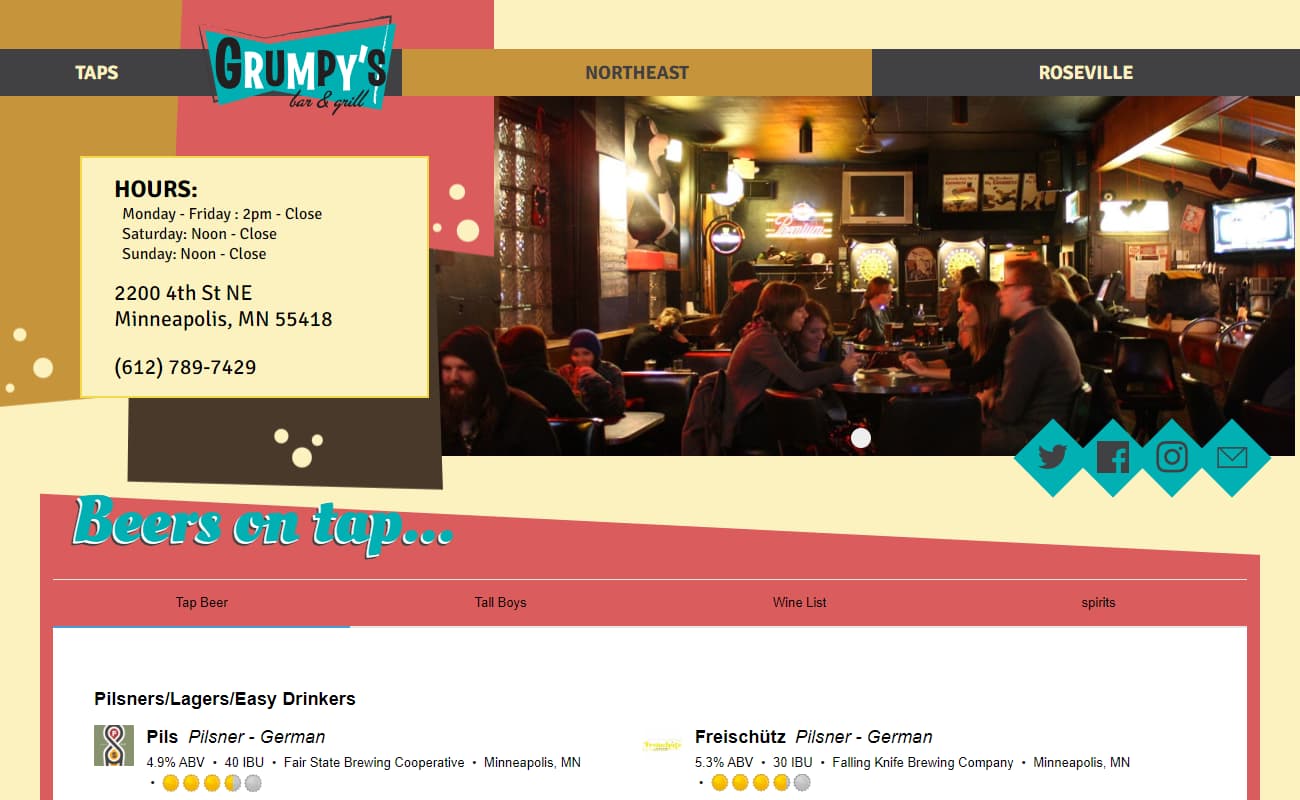 TAPS
GRUMPY'S
bar & grill
NORTHEAST
ROSEVILLE
HOURS:
Monday - Friday : 2pm - Close
Saturday: Noon - Close
Sunday: Noon - Close
2200 4th St NE
Minneapolis, MN 55418
(612) 789-7429
Premium
Beers on tap...
Tap Beer
Tall Boys
Wine List
spirits
Pilsners/Lagers/Easy Drinkers
Pils Pilsner - German
4.9% ABV • 40 IBU • Fair State Brewing Cooperative • Minneapolis, MN
•
Freischütz
Freischütz Pilsner - German
5.3% ABV • 30 IBU • Falling Knife Brewing Company • Minneapolis, MN
•